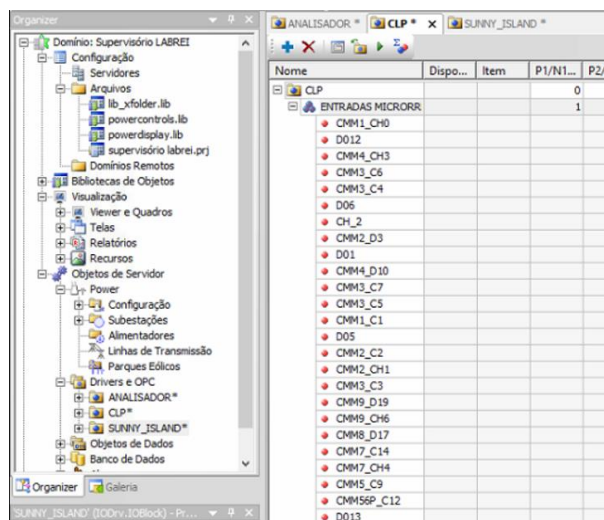 Organizer
Domínio: Supervisório LABREI
Configuração
Servidores
Arquivos
lib_xfolder.lib
powercontrols.lib
powerdisplay.lib
supervisório labrei.prj
Domínios Remotos
Bibliotecas de Objetos
Visualização
Viewer e Quadros
Telas
Relatórios
Recursos
Objetos de Servidor
Power
Configuração
Subestações
Alimentadores
Linhas de Transmissão
Parques Eólicos
Drivers e OPC
ANALISADOR*
CLP*
SUNNY_ISLAND*
Objetos de Dados
Banco de Dados
Organizer Galeria
'SUNNY_ISLAND' (IODrv.IOBlock) - Pr...
ANALISADOR * CLP * x SUNNY_ISLAND *
Nome Dispo... Item P1/N1... P2/
CLP 0
ENTRADAS MICRORR 1
CMM1_CH0
D012
CMM4_CH3
CMM3_C6
CMM3_C4
D06
CH_2
CMM2_D3
D01
CMM4_D10
CMM3_C7
CMM3_C5
CMM1_C1
D05
CMM2_C2
CMM2_CH1
CMM3_C3
CMM9_D19
CMM9_CH6
CMM8_D17
CMM7_C14
CMM7_CH4
CMM5_C9
CMM56P_C12
D013